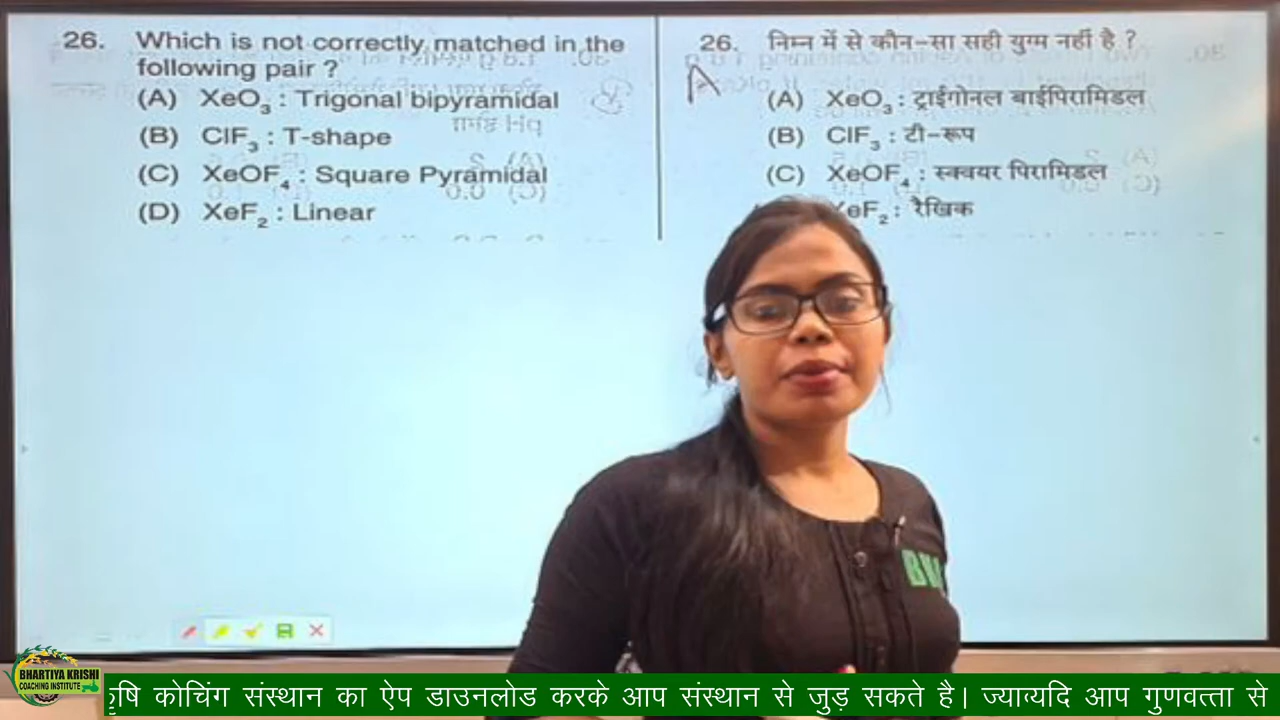 26. Which is not correctly matched in the
following pair ?
(A) XeO₃ : Trigonal bipyramidal
(B) ClF₃ : T-shape
(C) XeOF₄ : Square Pyramidal
(D) XeF₂ : Linear
26. निम्न में से कौन-सा सही युग्म नहीं है ?
A
(A) XeO₃ : ट्राईगोनल बाईपिरामिडल
(B) ClF₃ : टी-रूप
(C) XeOF₄ : स्क्वयर पिरामिडल
XeF₂ : रैखिक
BHARTIYA KRISHI
COACHING INSTITUTE
कोचिंग संस्थान का ऐप डाउनलोड करके आप संस्थान से जुड़ सकते है। ज्याय्यदि आप गुणवत्ता से